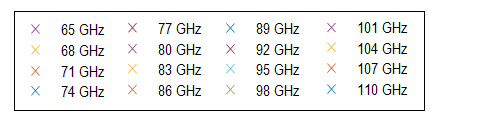 65 GHz 77 GHz 89 GHz 101 GHz
68 GHz 80 GHz 92 GHz 104 GHz
71 GHz 83 GHz 95 GHz 107 GHz
74 GHz 86 GHz 98 GHz 110 GHz